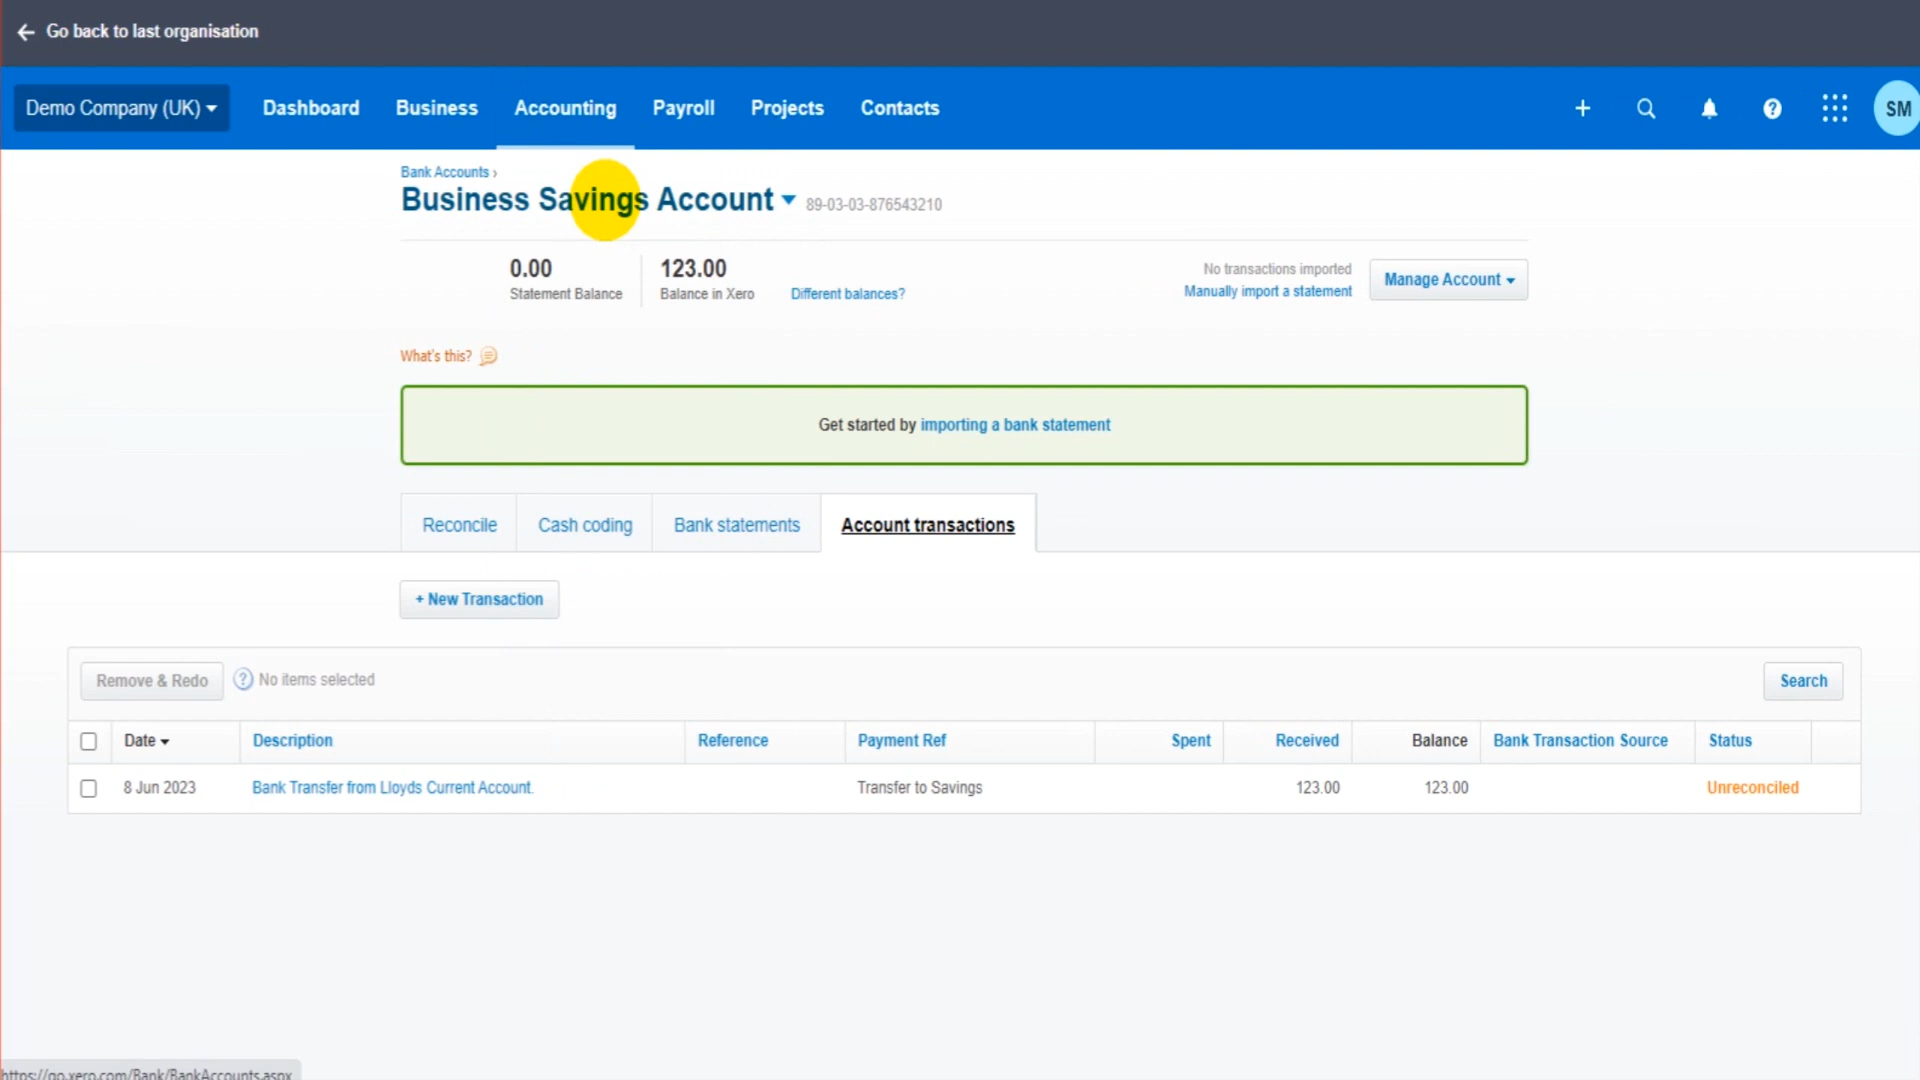 Go back to last organisation
Demo Company (UK) Dashboard Business Accounting Payroll Projects Contacts SM
Bank Accounts ›
Business Savings Account 89-03-03-876543210
0.00 123.00 No transactions imported
Statement Balance Balance in Xero Different balances? Manually import a statement Manage Account
What's this?
Get started by importing a bank statement
Reconcile Cash coding Bank statements Account transactions
+ New Transaction
Remove & Redo ? No items selected Search
Date Description Reference Payment Ref Spent Received Balance Bank Transaction Source Status
8 Jun 2023 Bank Transfer from Lloyds Current Account. Transfer to Savings 123.00 123.00 Unreconciled
https://go.xero.com/Bank/BankAccounts.aspx